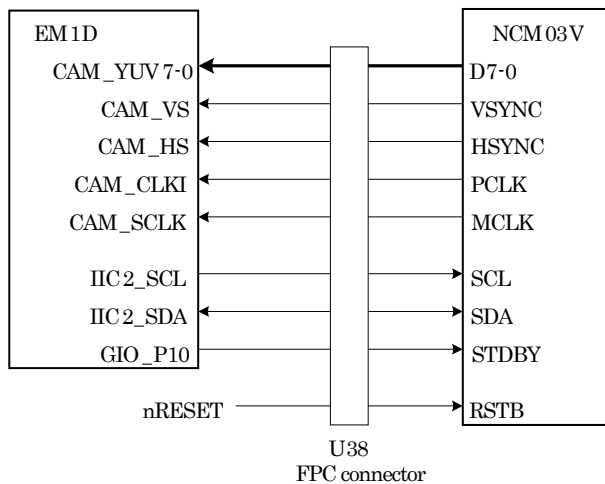 EM1D NCM03V
CAM_YUV7-0 D7-0
CAM_VS VSYNC
CAM_HS HSYNC
CAM_CLKI PCLK
CAM_SCLK MCLK
IIC2_SCL SCL
IIC2_SDA SDA
GIO_P10 STDBY
nRESET RSTB
U38
FPC connector